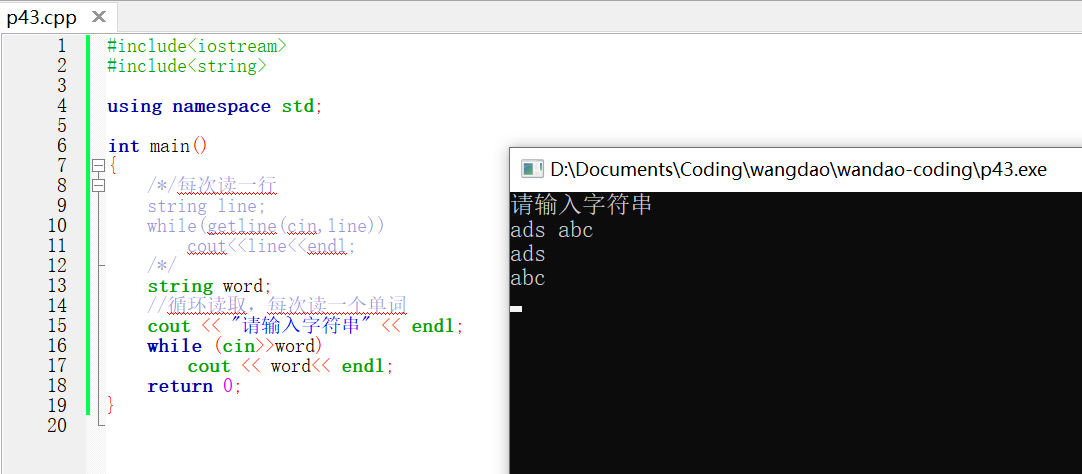 p43.cpp
1 #include<iostream>
2 #include<string>
3
4 using namespace std;
5
6 int main()
7 {
8 /*/每次读一行
9 string line;
10 while(getline(cin,line))
11 cout<<line<<endl;
12 /*/
13 string word;
14 //循环读取，每次读一个单词
15 cout << "请输入字符串" << endl;
16 while (cin>>word)
17 cout << word<< endl;
18 return 0;
19 }
20
D:\Documents\Coding\wangdao\wandao-coding\p43.exe
请输入字符串
ads abc
ads
abc